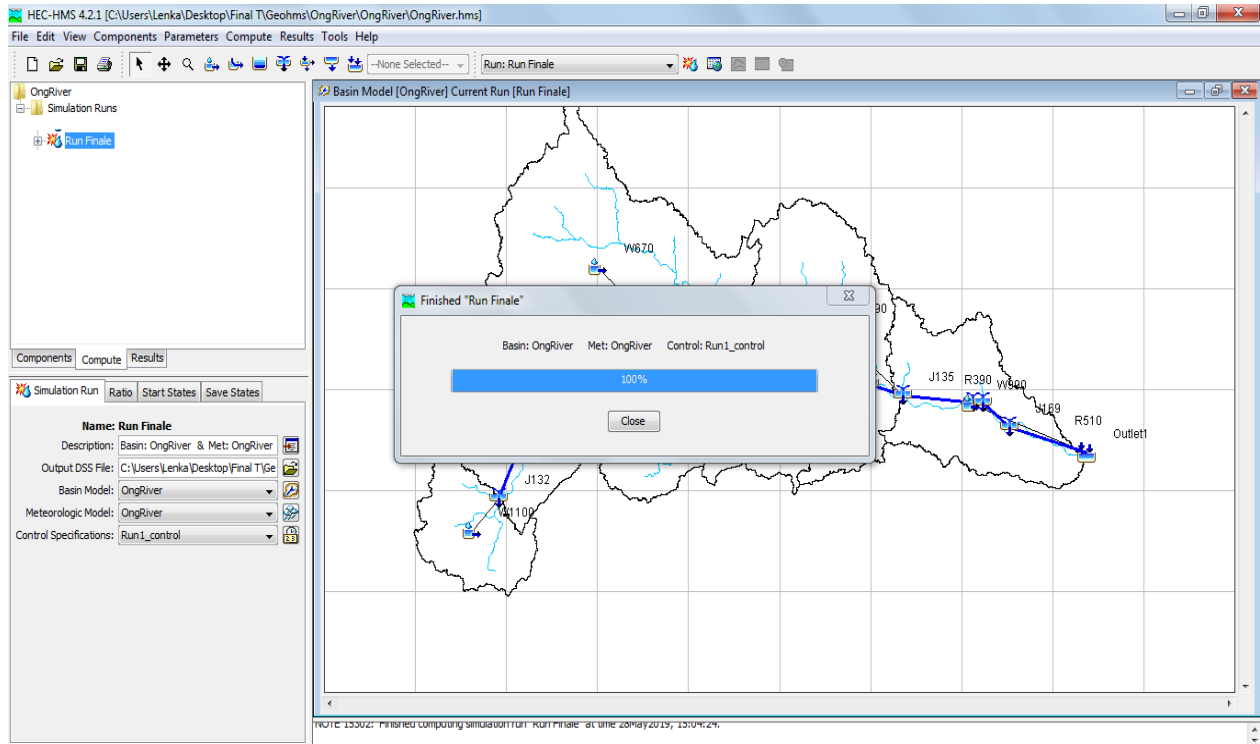 HEC-HMS 4.2.1 [C:\Users\Lenka\Desktop\Final T\Geohms\OngRiver\OngRiver\OngRiver.hms]
File Edit View Components Parameters Compute Results Tools Help
--None Selected-- Run: Run Finale
OngRiver
Simulation Runs
Run Finale
Components Compute Results
Simulation Run Ratio Start States Save States
Name: Run Finale
Description: Basin: OngRiver & Met: OngRiver
Output DSS File: C:\Users\Lenka\Desktop\Final T\Ge
Basin Model: OngRiver
Meteorologic Model: OngRiver
Control Specifications: Run1_control
Basin Model [OngRiver] Current Run [Run Finale]
W670
Finished "Run Finale"
Basin: OngRiver Met: OngRiver Control: Run1_control
100%
Close
90
J135 R390 W990
J169
R510
Outlet1
J132
W1100
NOTE 15302: Finished computing simulation run "Run Finale" at time 28May2019, 15:04:24.